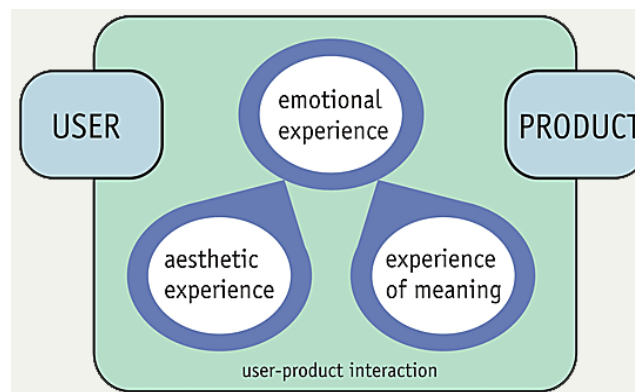 emotional
experience
USER
PRODUCT
aesthetic
experience
experience
of meaning
user-product interaction